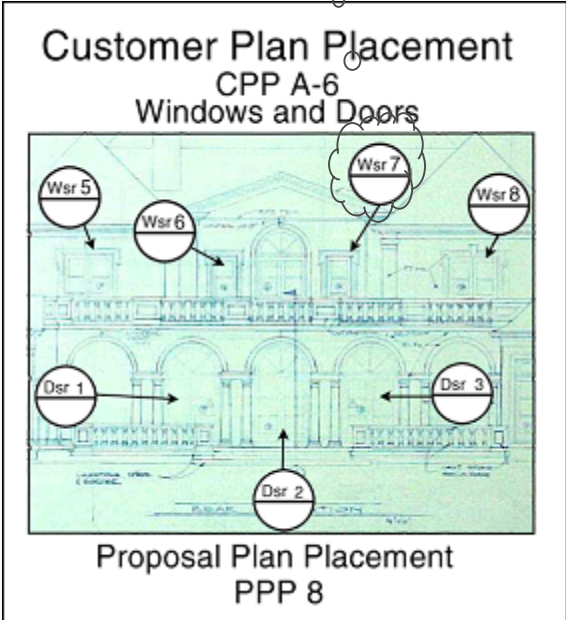 Customer Plan Placement
CPP A-6
Windows and Doors
Wsr 5
Wsr 6
Wsr 7
Wsr 8
Dsr 1
Dsr 3
Dsr 2
Proposal Plan Placement
PPP 8